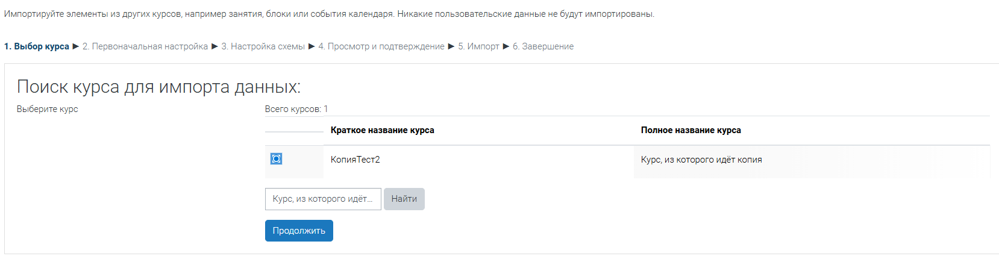 Импортируйте элементы из других курсов, например занятия, блоки или события календаря. Никакие пользовательские данные не будут импортированы.
1. Выбор курса ► 2. Первоначальная настройка ► 3. Настройка схемы ► 4. Просмотр и подтверждение ► 5. Импорт ► 6. Завершение
Поиск курса для импорта данных:
Выберите курс Всего курсов: 1
Краткое название курса Полное название курса
КопияТест2 Курс, из которого идёт копия
Курс, из которого идёт... Найти
Продолжить